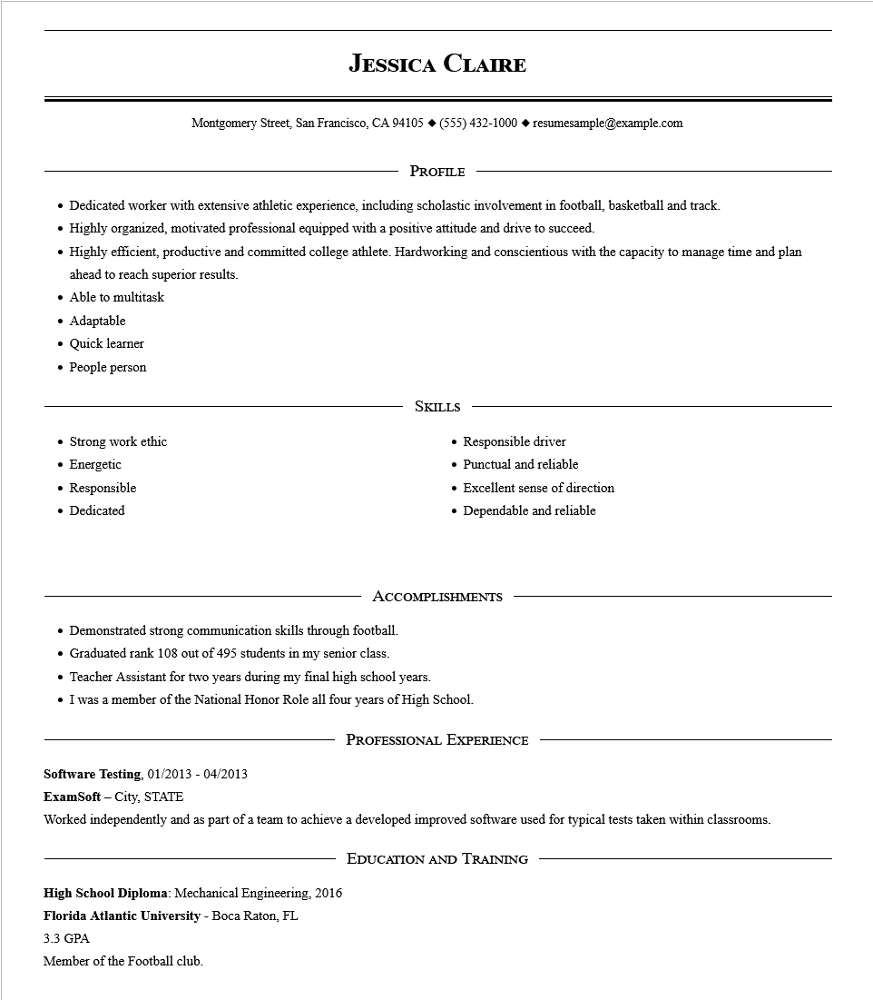 Jessica Claire
Montgomery Street, San Francisco, CA 94105 ◆ (555) 432-1000 ◆ resumesample@example.com
Profile
• Dedicated worker with extensive athletic experience, including scholastic involvement in football, basketball and track.
• Highly organized, motivated professional equipped with a positive attitude and drive to succeed.
• Highly efficient, productive and committed college athlete. Hardworking and conscientious with the capacity to manage time and plan
ahead to reach superior results.
• Able to multitask
• Adaptable
• Quick learner
• People person
Skills
• Strong work ethic
• Energetic
• Responsible
• Dedicated
• Responsible driver
• Punctual and reliable
• Excellent sense of direction
• Dependable and reliable
Accomplishments
• Demonstrated strong communication skills through football.
• Graduated rank 108 out of 495 students in my senior class.
• Teacher Assistant for two years during my final high school years.
• I was a member of the National Honor Role all four years of High School.
Professional Experience
Software Testing, 01/2013 - 04/2013
ExamSoft – City, STATE
Worked independently and as part of a team to achieve a developed improved software used for typical tests taken within classrooms.
Education and Training
High School Diploma: Mechanical Engineering, 2016
Florida Atlantic University - Boca Raton, FL
3.3 GPA
Member of the Football club.